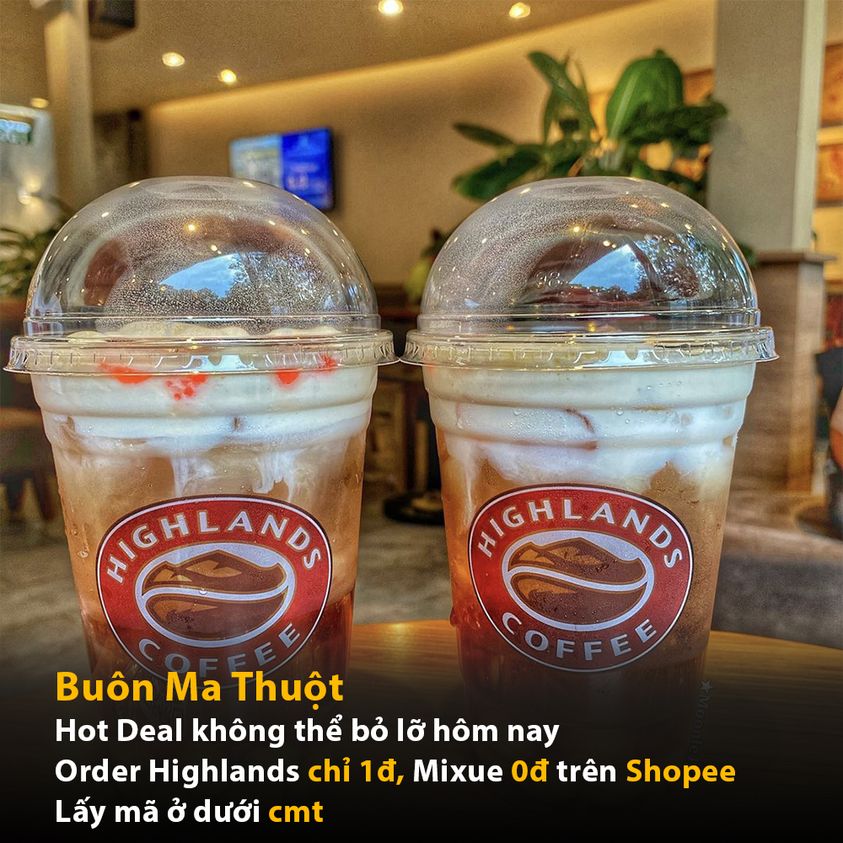 HIGHLANDS
COFFEE
HIGHLANDS
COFFEE
Buôn Ma Thuột
Hot Deal không thể bỏ lỡ hôm nay
Order Highlands chỉ 1đ, Mixue 0đ trên Shopee
Lấy mã ở dưới cmt